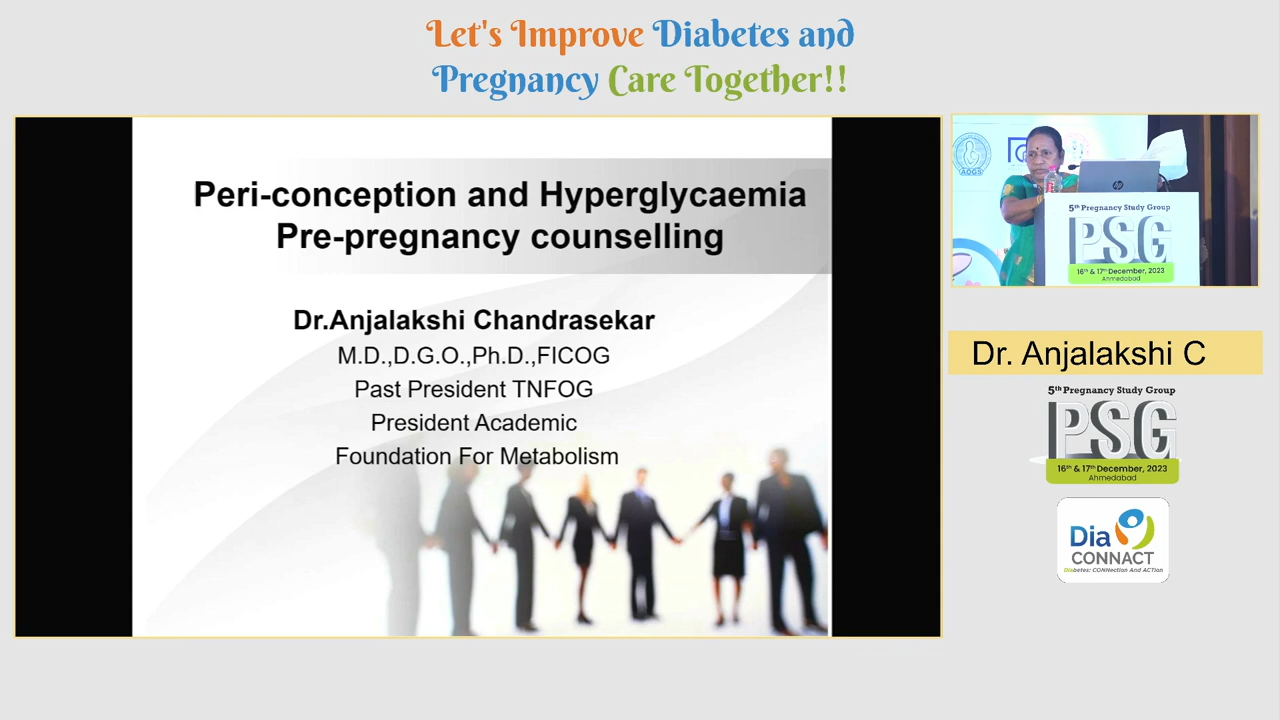 Let's Improve Diabetes and
Pregnancy Care Together!!
Peri-conception and Hyperglycaemia
Pre-pregnancy counselling
Dr.Anjalakshi Chandrasekar
M.D.,D.G.O.,Ph.D.,FICOG
Past President TNFOG
President Academic
Foundation For Metabolism
AOGS
hp
5th Pregnancy Study Group
PSG
16th & 17th December, 2023
Ahmedabad
Dr. Anjalakshi C
5th Pregnancy Study Group
PSG
16th & 17th December, 2023
Ahmedabad
Dia
CONNACT
Diabetes: CONNection And ACTion